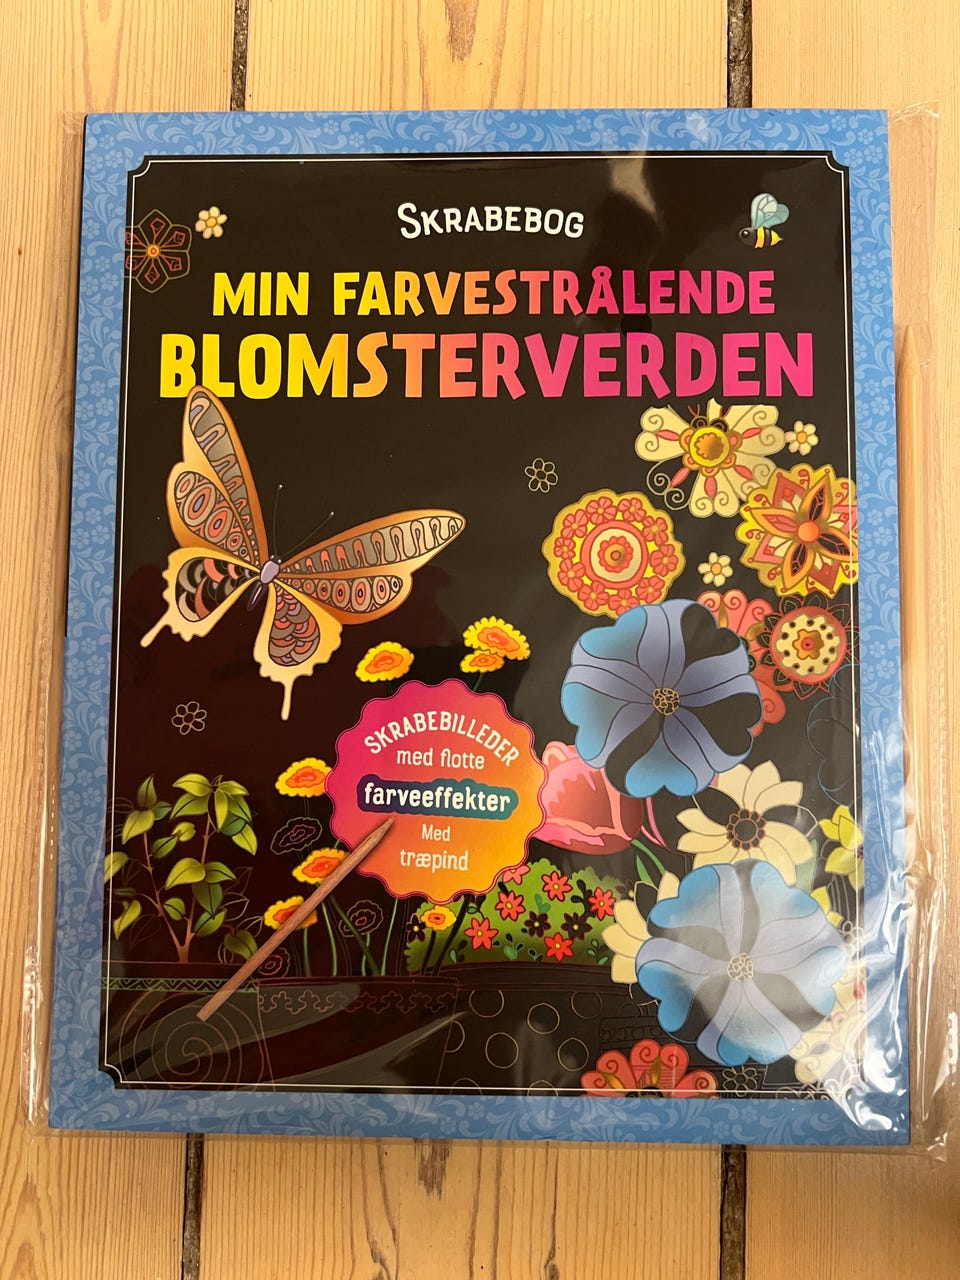 SKRABEBOG
MIN FARVESTRÅLENDE
BLOMSTERVERDEN
SKRABEBILLEDER
med flotte
farveeffekter
Med
træpind